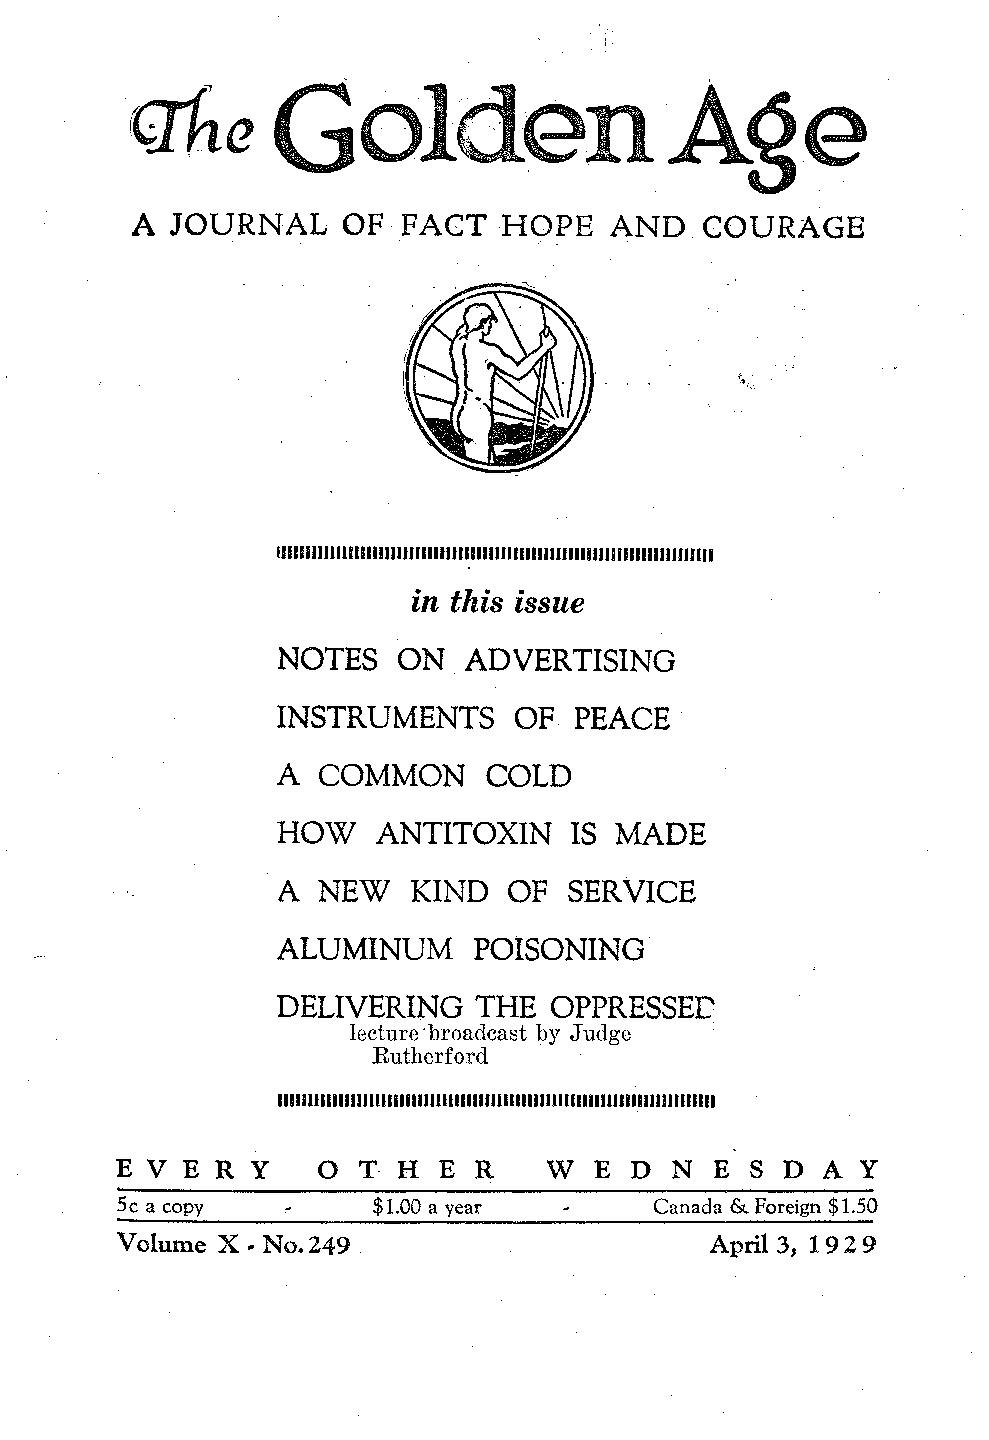 The Golden Age
A JOURNAL OF FACT HOPE AND COURAGE
in this issue
NOTES ON ADVERTISING
INSTRUMENTS OF PEACE
A COMMON COLD
HOW ANTITOXIN IS MADE
A NEW KIND OF SERVICE
ALUMINUM POISONING
DELIVERING THE OPPRESSED
lecture broadcast by Judge
Rutherford
EVERY OTHER WEDNESDAY
5c a copy - $1.00 a year - Canada & Foreign $1.50
Volume X - No. 249 April 3, 1929